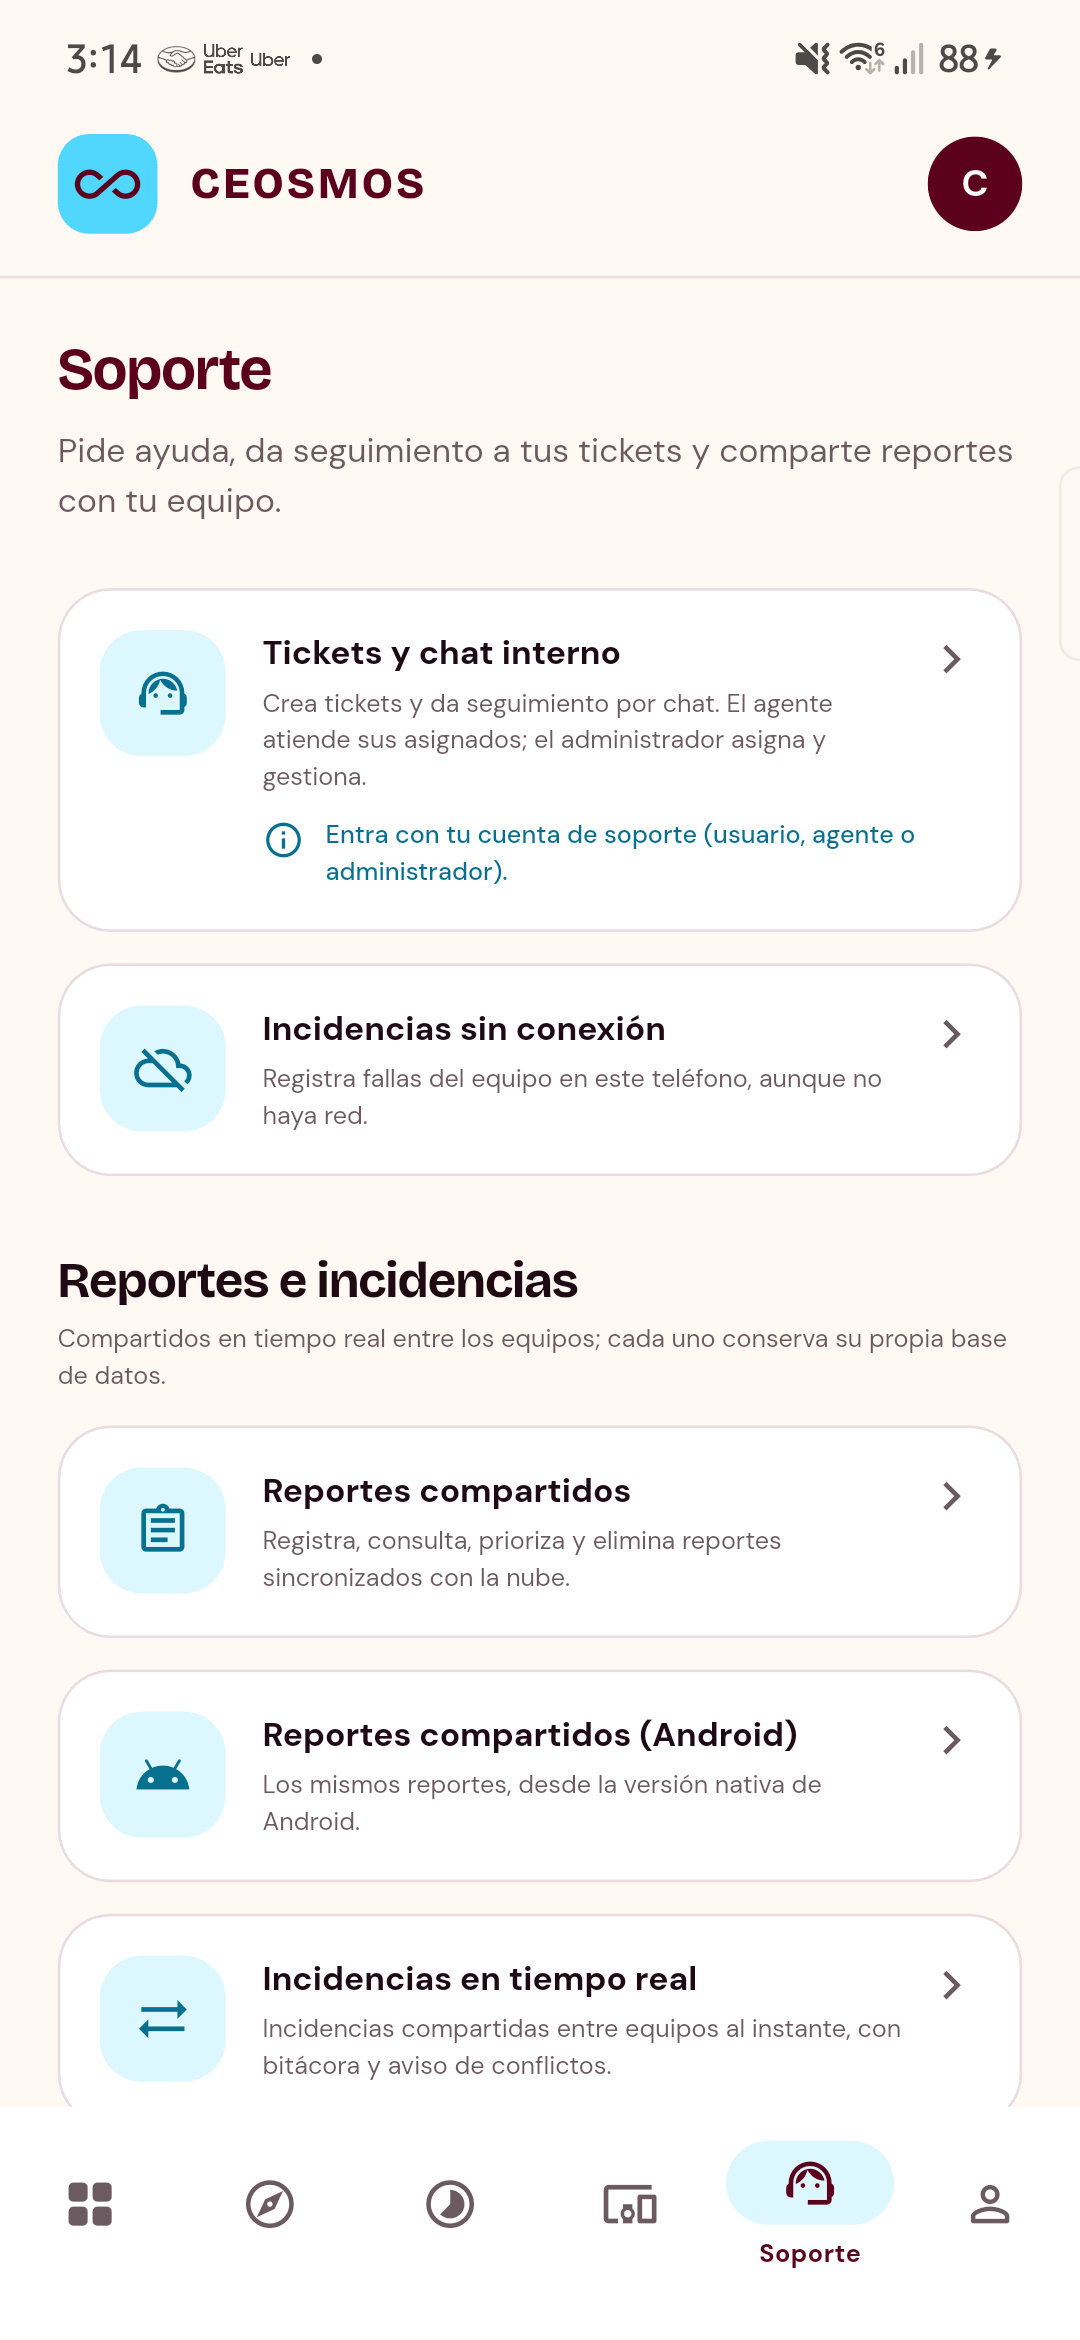 3:14 Uber Eats Uber 6 88
CEOSMOS
C
Soporte
Pide ayuda, da seguimiento a tus tickets y comparte reportes
con tu equipo.
Tickets y chat interno
Crea tickets y da seguimiento por chat. El agente
atiende sus asignados; el administrador asigna y
gestiona.
Entra con tu cuenta de soporte (usuario, agente o
administrador).
Incidencias sin conexión
Registra fallas del equipo en este teléfono, aunque no
haya red.
Reportes e incidencias
Compartidos en tiempo real entre los equipos; cada uno conserva su propia base
de datos.
Reportes compartidos
Registra, consulta, prioriza y elimina reportes
sincronizados con la nube.
Reportes compartidos (Android)
Los mismos reportes, desde la versión nativa de
Android.
Incidencias en tiempo real
Incidencias compartidas entre equipos al instante, con
bitácora y aviso de conflictos.
Soporte